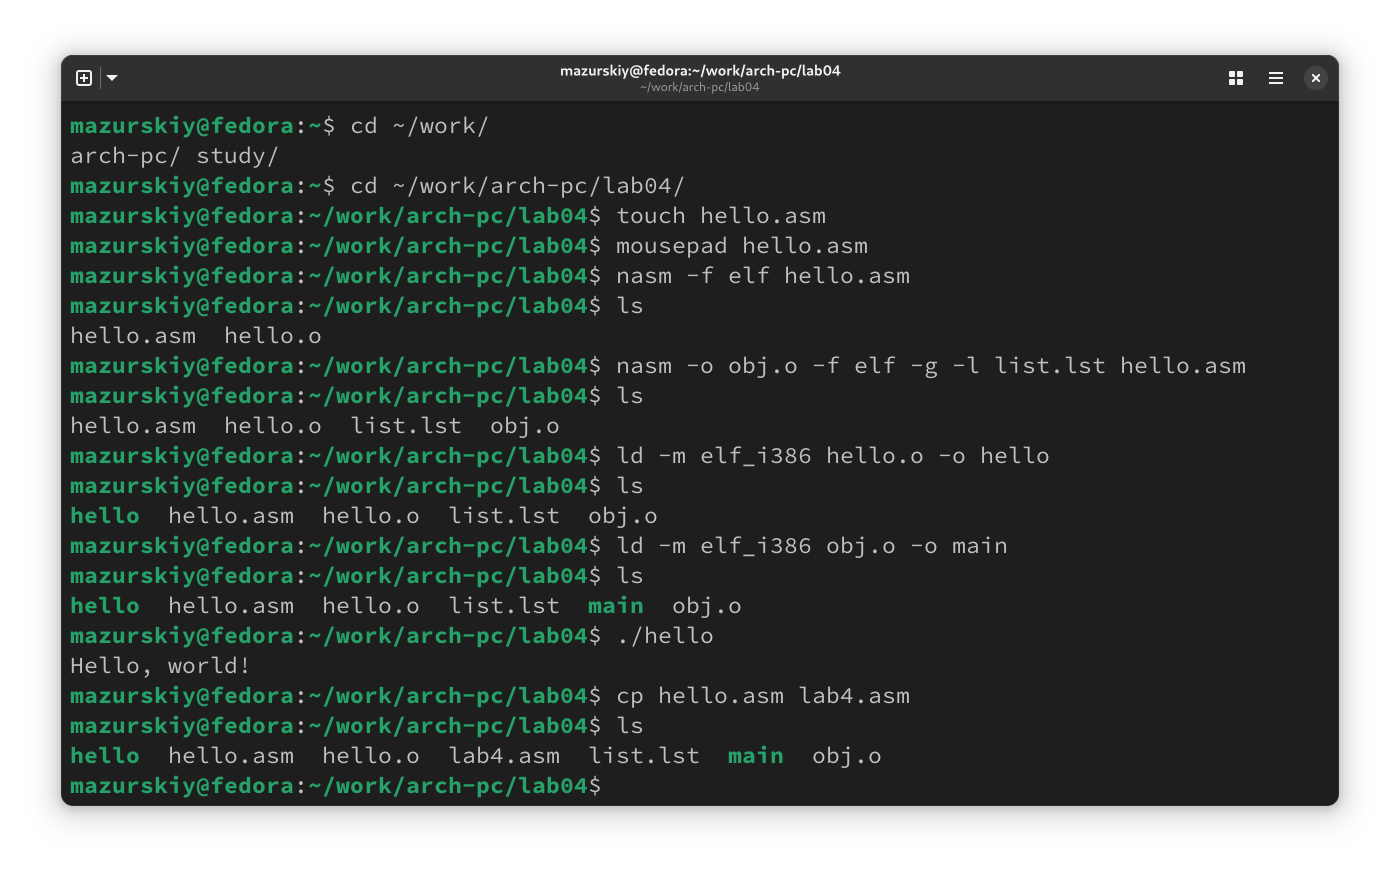 mazurskiy@fedora:~/work/arch-pc/lab04
~/work/arch-pc/lab04
mazurskiy@fedora:~$ cd ~/work/
arch-pc/ study/
mazurskiy@fedora:~$ cd ~/work/arch-pc/lab04/
mazurskiy@fedora:~/work/arch-pc/lab04$ touch hello.asm
mazurskiy@fedora:~/work/arch-pc/lab04$ mousepad hello.asm
mazurskiy@fedora:~/work/arch-pc/lab04$ nasm -f elf hello.asm
mazurskiy@fedora:~/work/arch-pc/lab04$ ls
hello.asm  hello.o
mazurskiy@fedora:~/work/arch-pc/lab04$ nasm -o obj.o -f elf -g -l list.lst hello.asm
mazurskiy@fedora:~/work/arch-pc/lab04$ ls
hello.asm  hello.o  list.lst  obj.o
mazurskiy@fedora:~/work/arch-pc/lab04$ ld -m elf_i386 hello.o -o hello
mazurskiy@fedora:~/work/arch-pc/lab04$ ls
hello  hello.asm  hello.o  list.lst  obj.o
mazurskiy@fedora:~/work/arch-pc/lab04$ ld -m elf_i386 obj.o -o main
mazurskiy@fedora:~/work/arch-pc/lab04$ ls
hello  hello.asm  hello.o  list.lst  main  obj.o
mazurskiy@fedora:~/work/arch-pc/lab04$ ./hello
Hello, world!
mazurskiy@fedora:~/work/arch-pc/lab04$ cp hello.asm lab4.asm
mazurskiy@fedora:~/work/arch-pc/lab04$ ls
hello  hello.asm  hello.o  lab4.asm  list.lst  main  obj.o
mazurskiy@fedora:~/work/arch-pc/lab04$